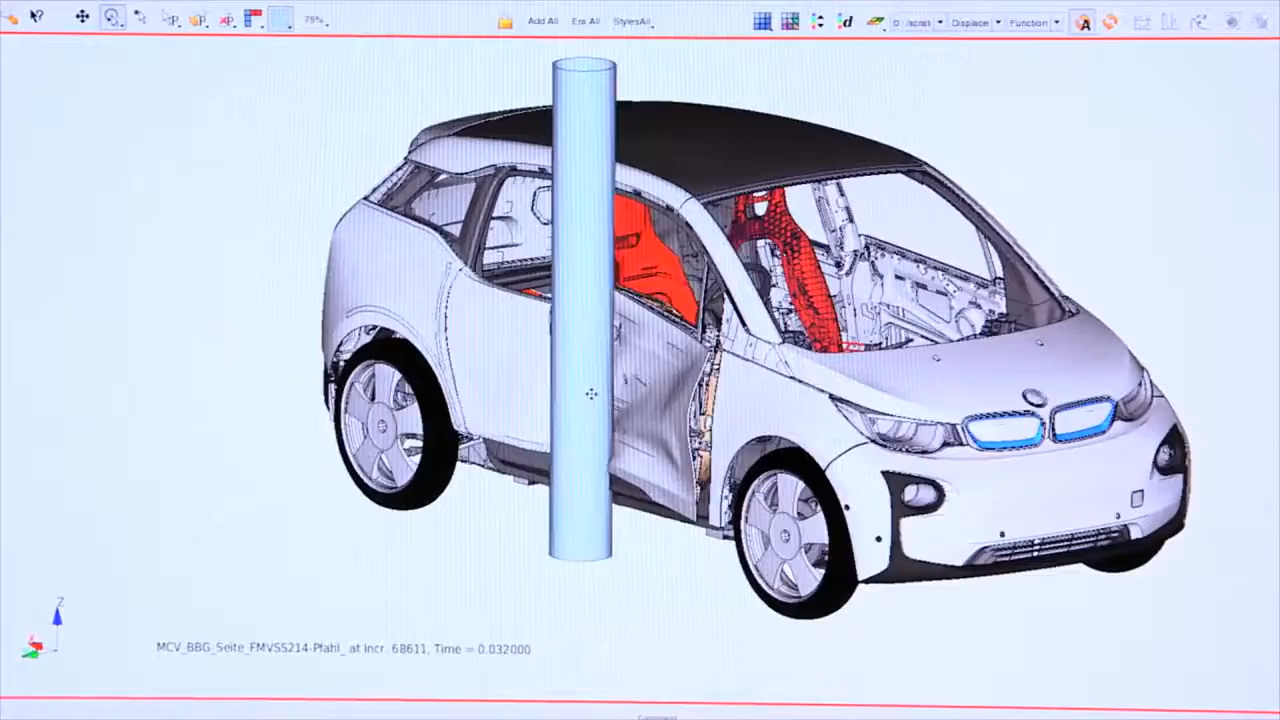 75%
Add All Era All StylesAll
Displace Function A
MCV_BBG_Seite_FMVSS214-Pfahl_ at Incr. 68611, Time = 0.032000
Z